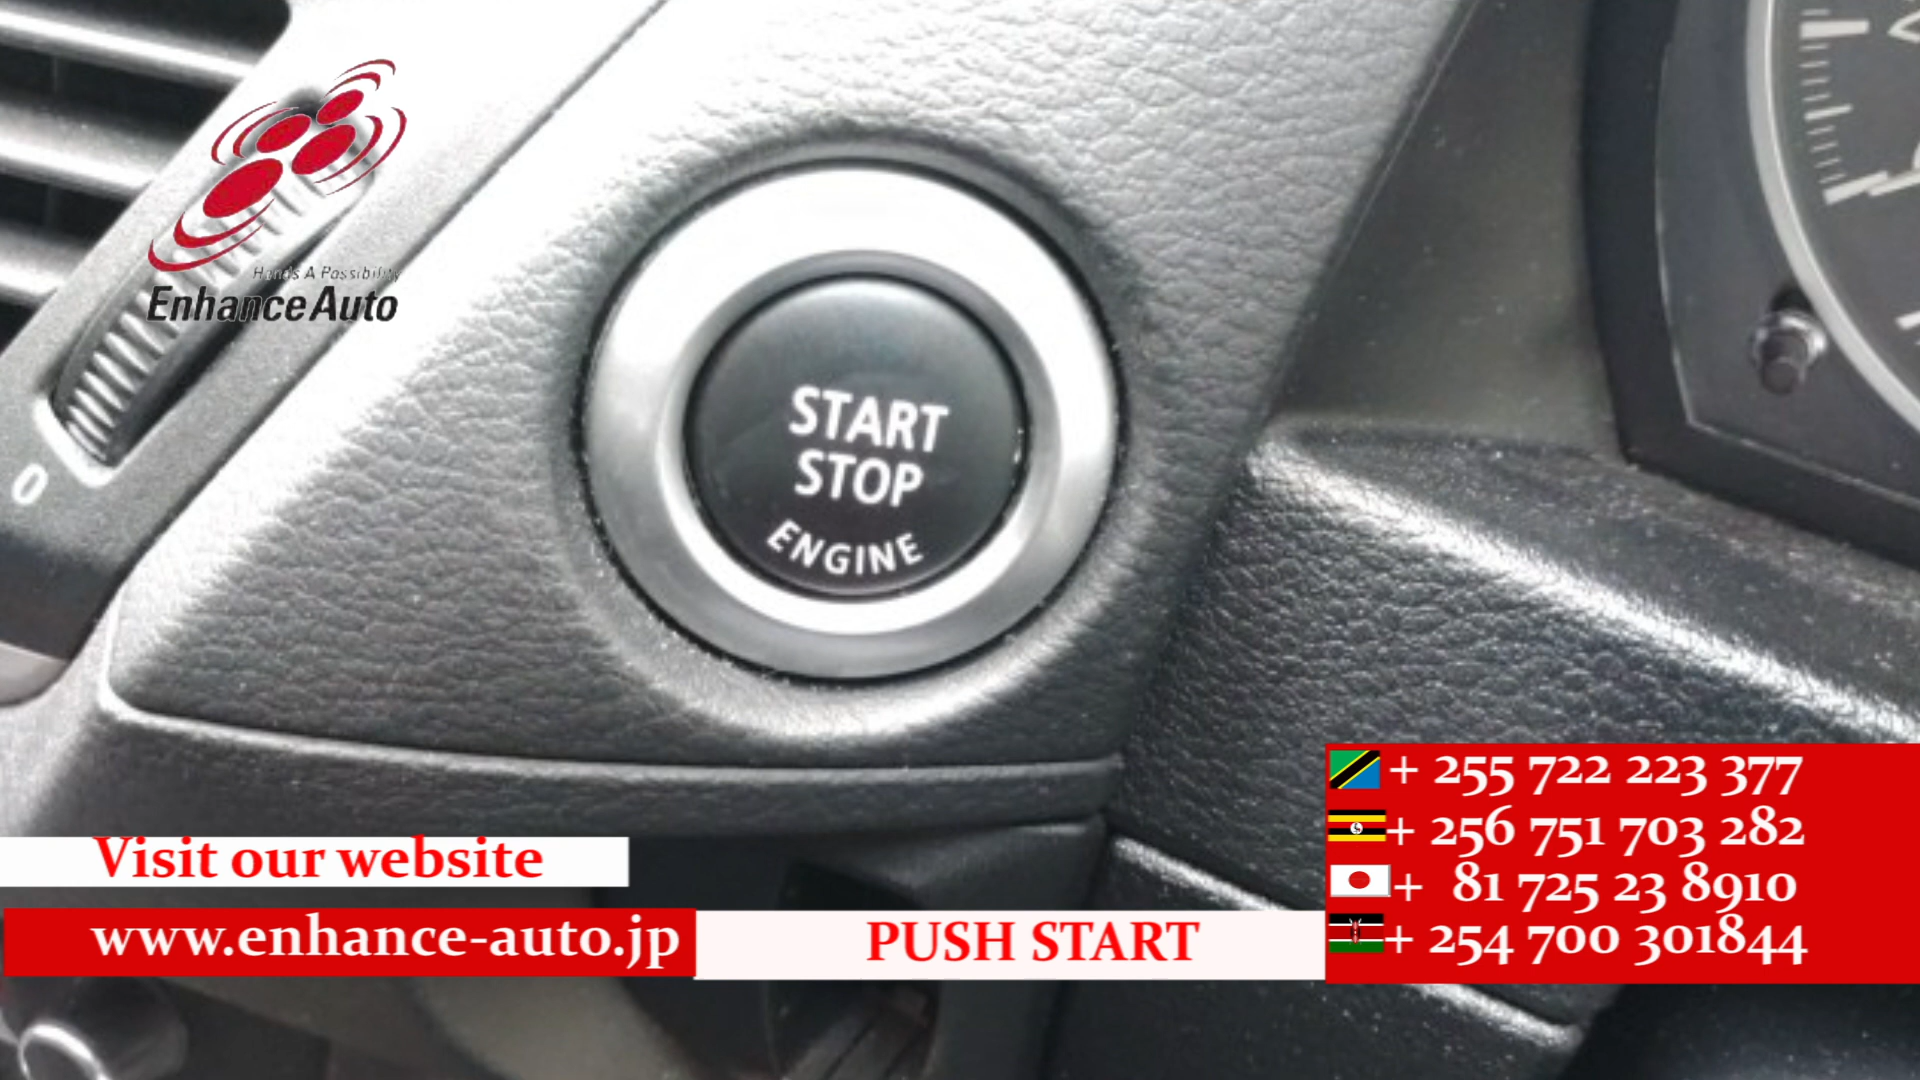 Hands A Possibility
EnhanceAuto
0
START
STOP
ENGINE
Visit our website
www.enhance-auto.jp
PUSH START
+ 255 722 223 377
+ 256 751 703 282
+ 81 725 23 8910
+ 254 700 301844